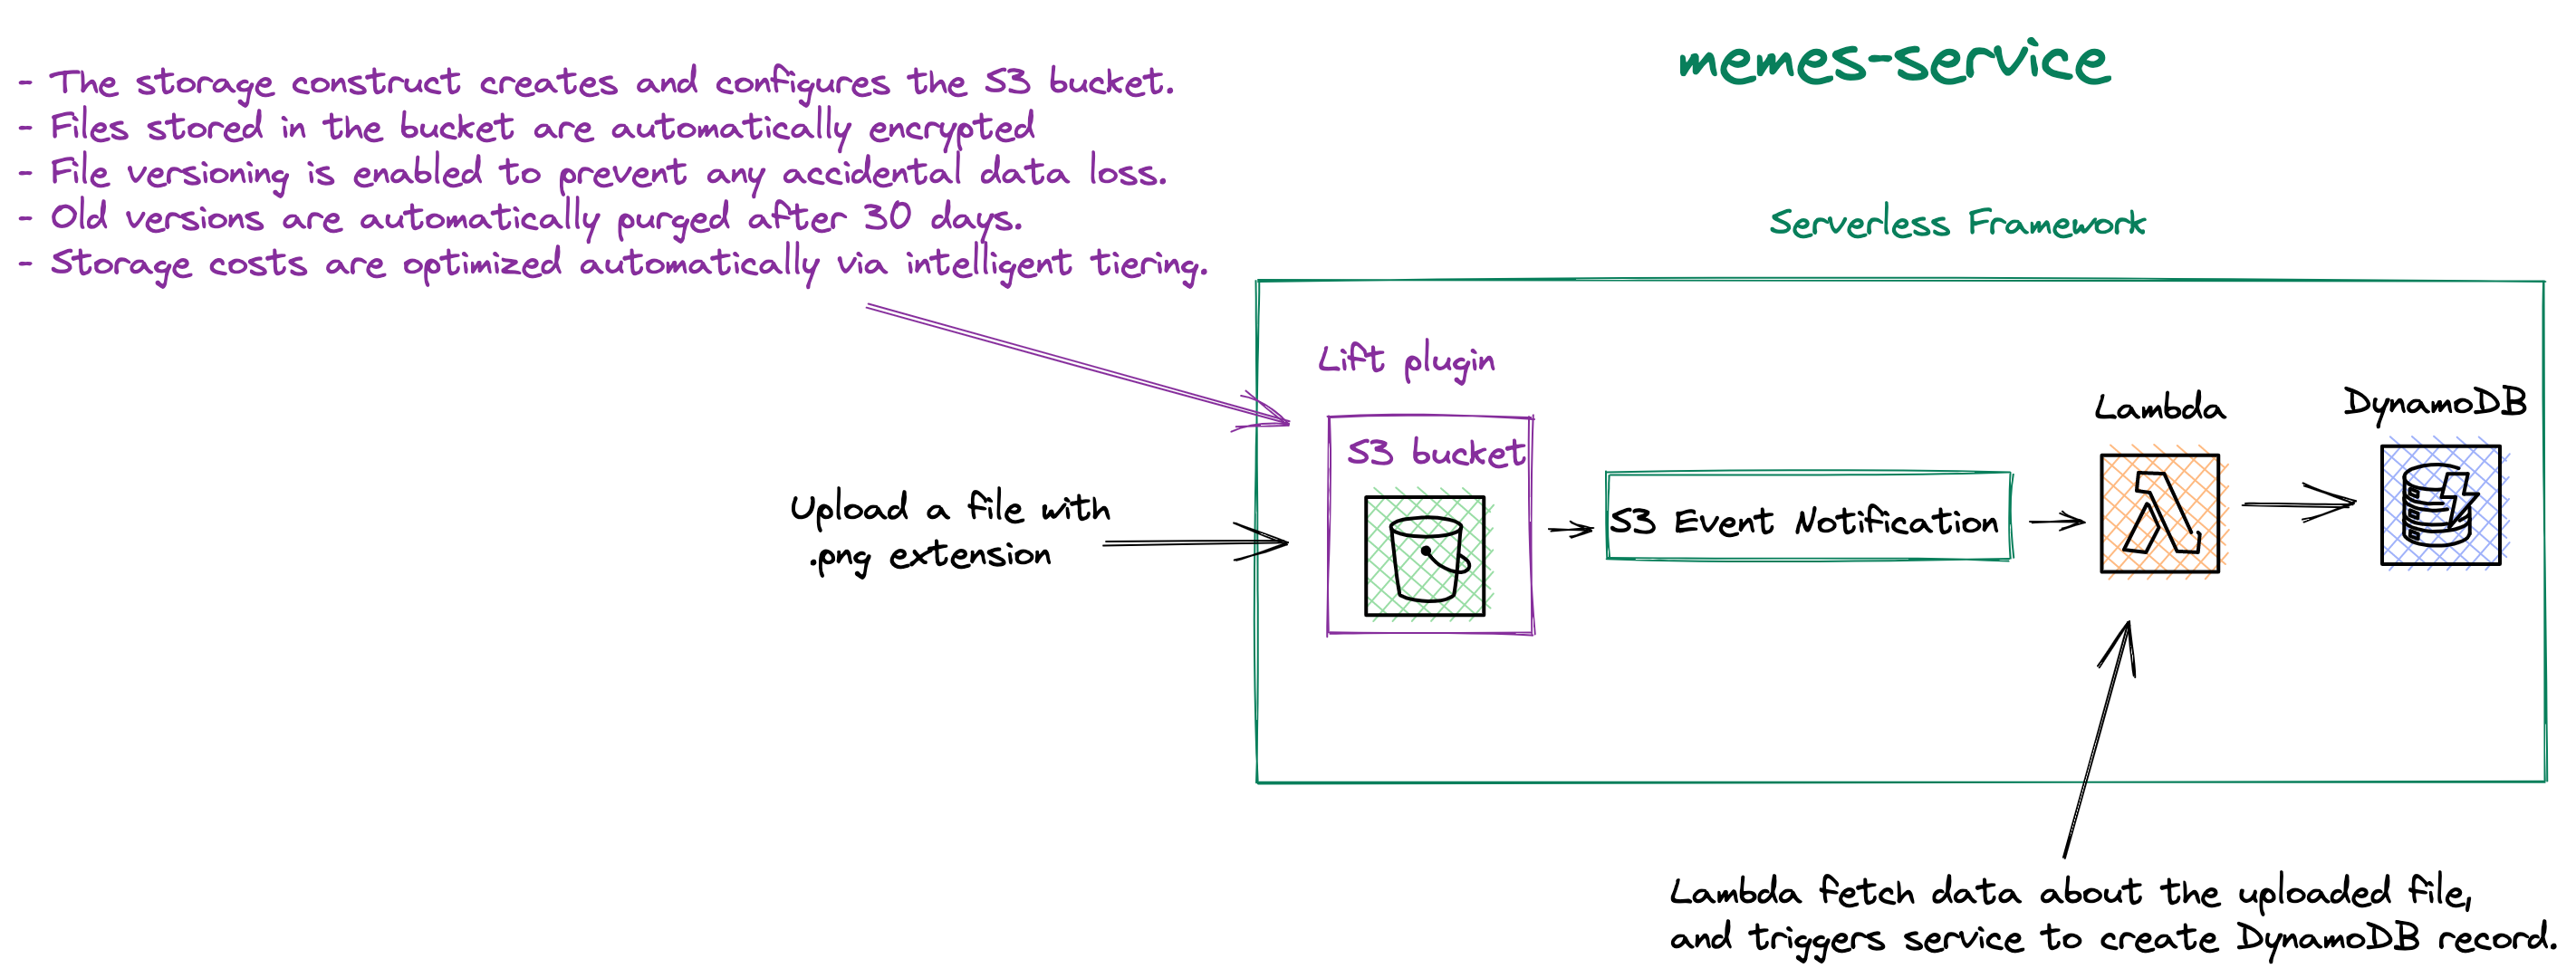 memes-service
- The storage construct creates and configures the S3 bucket.
- Files stored in the bucket are automatically encrypted
- File versioning is enabled to prevent any accidental data loss.
- Old versions are automatically purged after 30 days.
- Storage costs are optimized automatically via intelligent tiering.
Serverless Framework
Lift plugin
S3 bucket
Upload a file with
.png extension
S3 Event Notification
Lambda
DynamoDB
Lambda fetch data about the uploaded file,
and triggers service to create DynamoDB record.